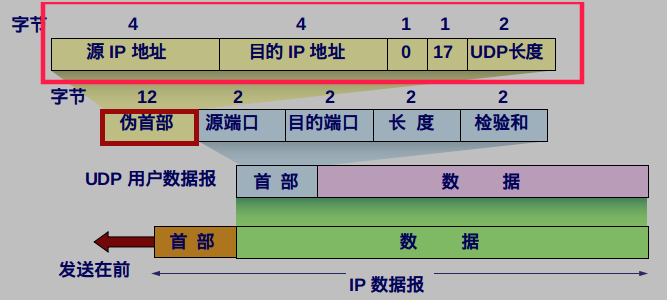 字节 4 4 1 1 2
源 IP 地址 目的 IP 地址 0 17 UDP长度
字节 12 2 2 2 2
伪首部 源端口 目的端口 长 度 检验和
UDP 用户数据报 首 部 数 据
首 部 数 据
发送在前
IP 数据报